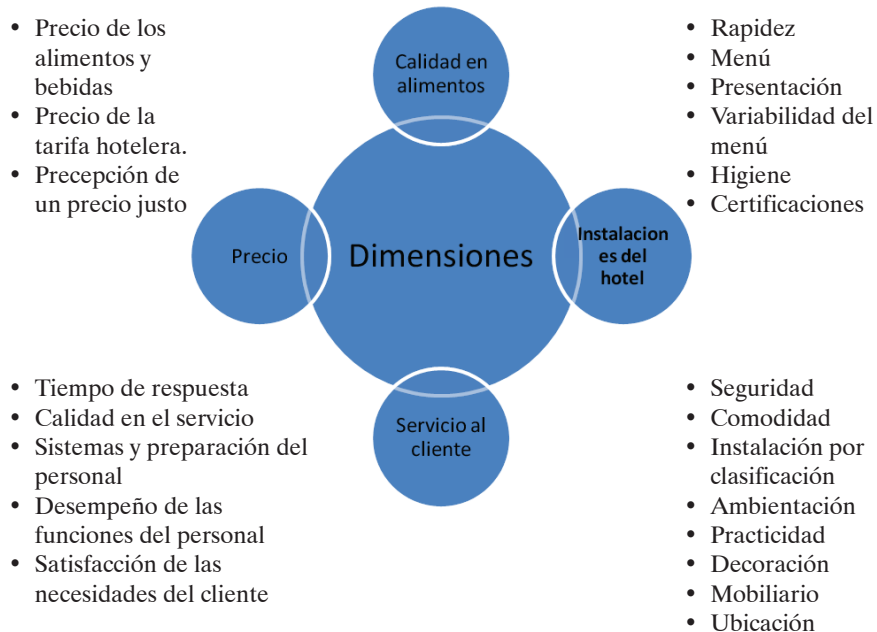 • Precio de los
alimentos y
bebidas
• Precio de la
tarifa hotelera.
• Precepción de
un precio justo
Calidad en
alimentos
• Rapidez
• Menú
• Presentación
• Variabilidad del
menú
• Higiene
• Certificaciones
Precio
Dimensiones
Instalacion
es del
hotel
Servicio al
cliente
• Tiempo de respuesta
• Calidad en el servicio
• Sistemas y preparación del
personal
• Desempeño de las
funciones del personal
• Satisfacción de las
necesidades del cliente
• Seguridad
• Comodidad
• Instalación por
clasificación
• Ambientación
• Practicidad
• Decoración
• Mobiliario
• Ubicación